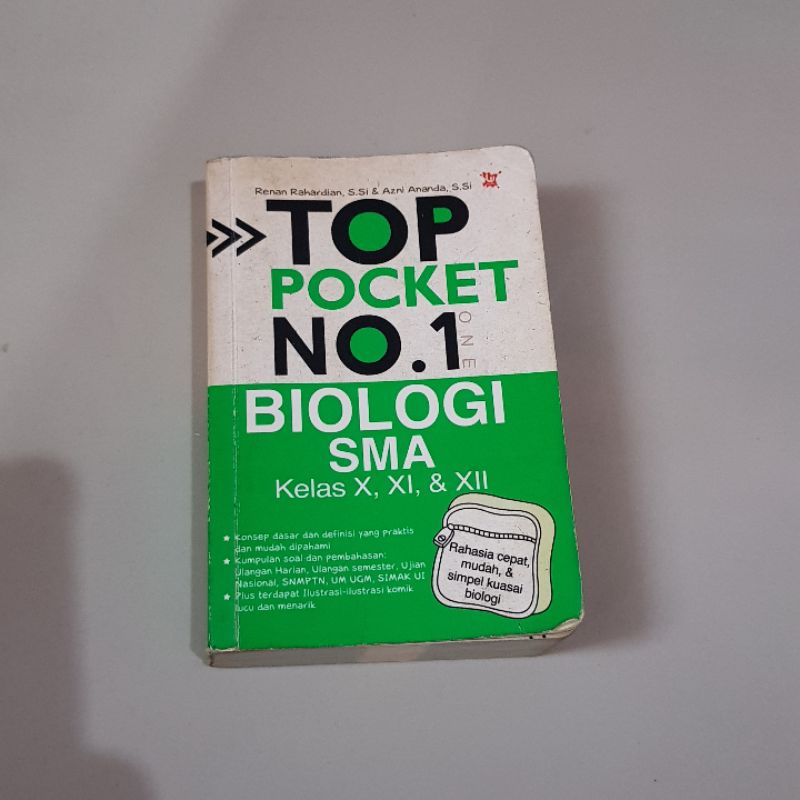 Renan Rahardian, S.Si & Azni Ananda, S.Si
TOP
POCKET
NO.1
ONE
BIOLOGI
SMA
Kelas X, XI, & XII
Konsep dasar dan definisi yang praktis
dan mudah dipahami
Kumpulan soal dan pembahasan:
Ulangan Harian, Ulangan semester, Ujian
Nasional, SNMPTN, UM UGM, SIMAK UI
Plus terdapat Ilustrasi-ilustrasi komik
lucu dan menarik
Rahasia cepat,
mudah, &
simpel kuasai
biologi